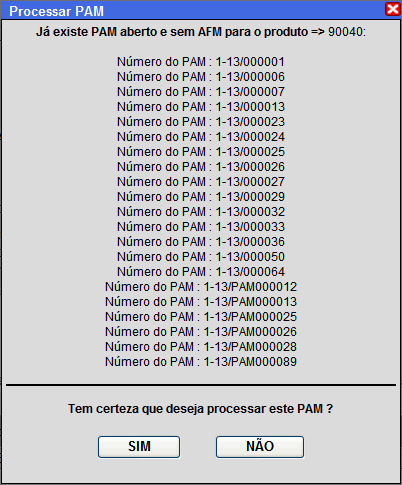 Processar PAM
Já existe PAM aberto e sem AFM para o produto => 90040:
Número do PAM : 1-13/000001
Número do PAM : 1-13/000006
Número do PAM : 1-13/000007
Número do PAM : 1-13/000013
Número do PAM : 1-13/000023
Número do PAM : 1-13/000024
Número do PAM : 1-13/000025
Número do PAM : 1-13/000026
Número do PAM : 1-13/000027
Número do PAM : 1-13/000029
Número do PAM : 1-13/000032
Número do PAM : 1-13/000033
Número do PAM : 1-13/000036
Número do PAM : 1-13/000050
Número do PAM : 1-13/000064
Número do PAM : 1-13/PAM000012
Número do PAM : 1-13/PAM000013
Número do PAM : 1-13/PAM000025
Número do PAM : 1-13/PAM000026
Número do PAM : 1-13/PAM000028
Número do PAM : 1-13/PAM000089
Tem certeza que deseja processar este PAM ?
SIM NÃO